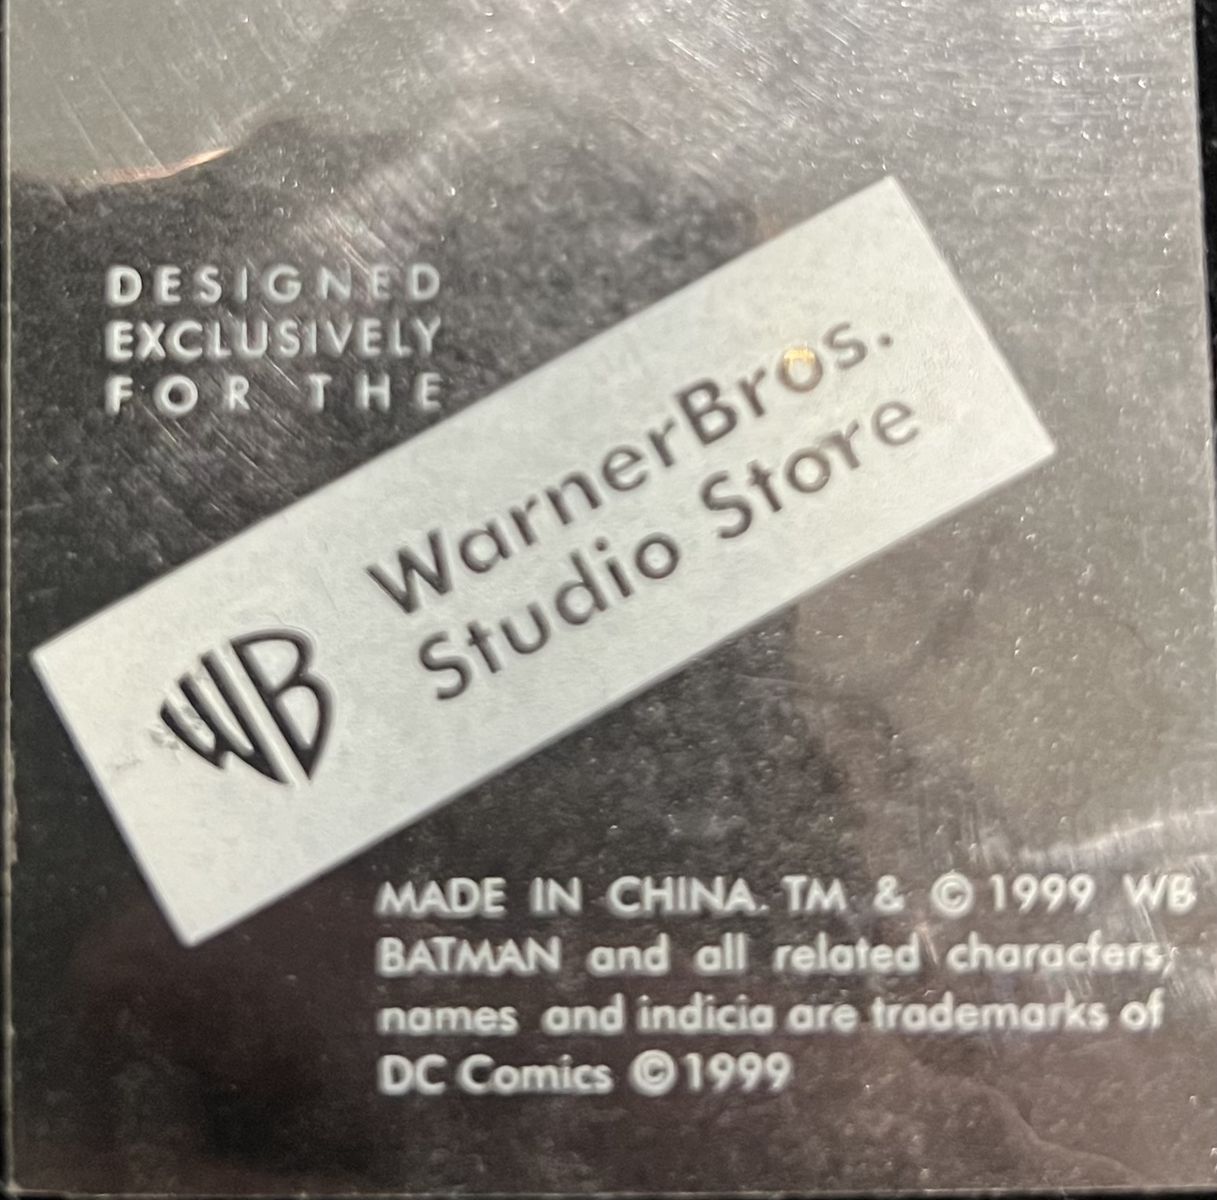 DESIGNED
EXCLUSIVELY
FOR THE
WarnerBros.
Studio Store
WB
MADE IN CHINA. TM & © 1999 WB
BATMAN and all related characters,
names and indicia are trademarks of
DC Comics ©1999